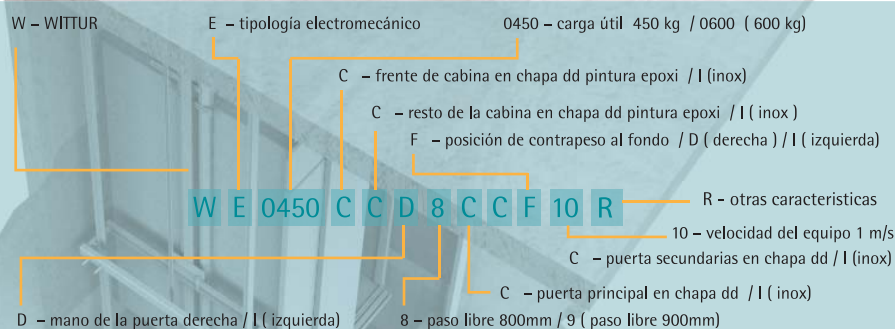 W – WITTUR E – tipología electromecánico 0450 – carga útil 450 kg / 0600 ( 600 kg)
C – frente de cabina en chapa dd pintura epoxi / I (inox)
C – resto de la cabina en chapa dd pintura epoxi / I ( inox )
F – posición de contrapeso al fondo / D ( derecha ) / I ( izquierda)
W E 0450 C C D 8 C C F 10 R
R - otras caracteristicas
10 – velocidad del equipo 1 m/s
C – puerta secundarias en chapa dd / I (inox)
C – puerta principal en chapa dd / I ( inox)
D – mano de la puerta derecha / I ( izquierda) 8 – paso libre 800mm / 9 ( paso libre 900mm)